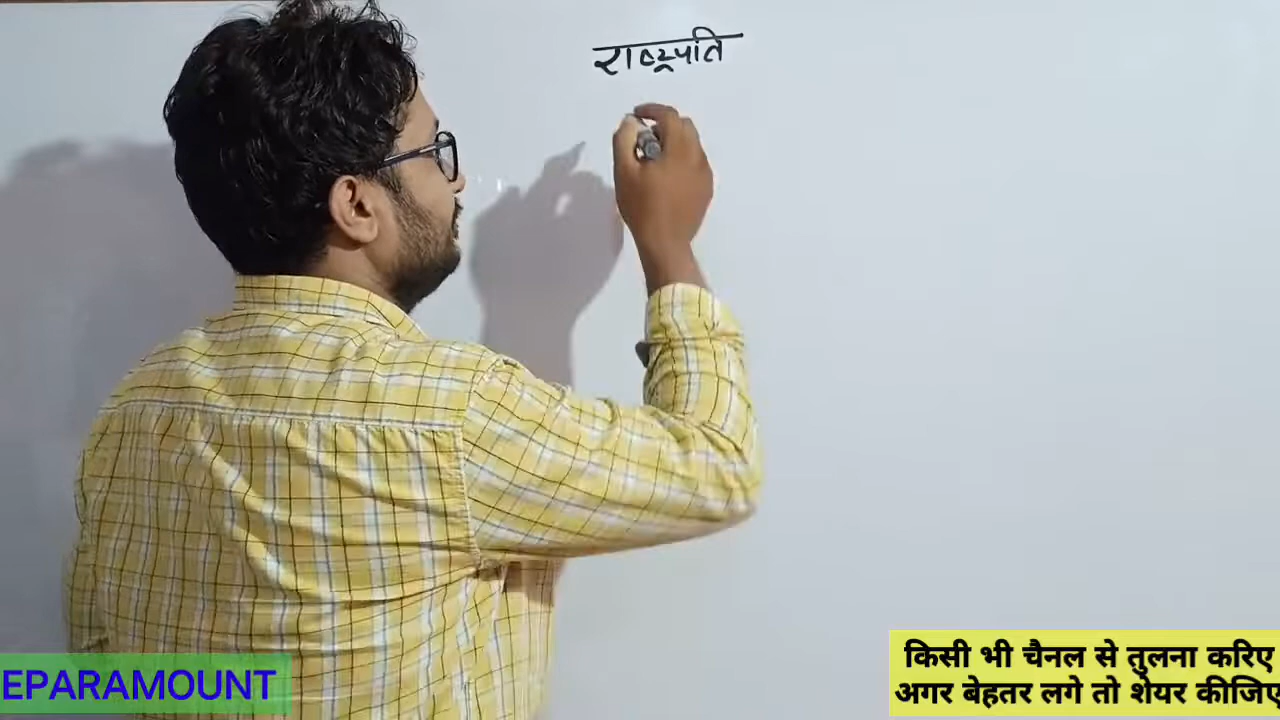 राष्ट्रपति
EPARAMOUNT
किसी भी चैनल से तुलना करिए
अगर बेहतर लगे तो शेयर कीजिए